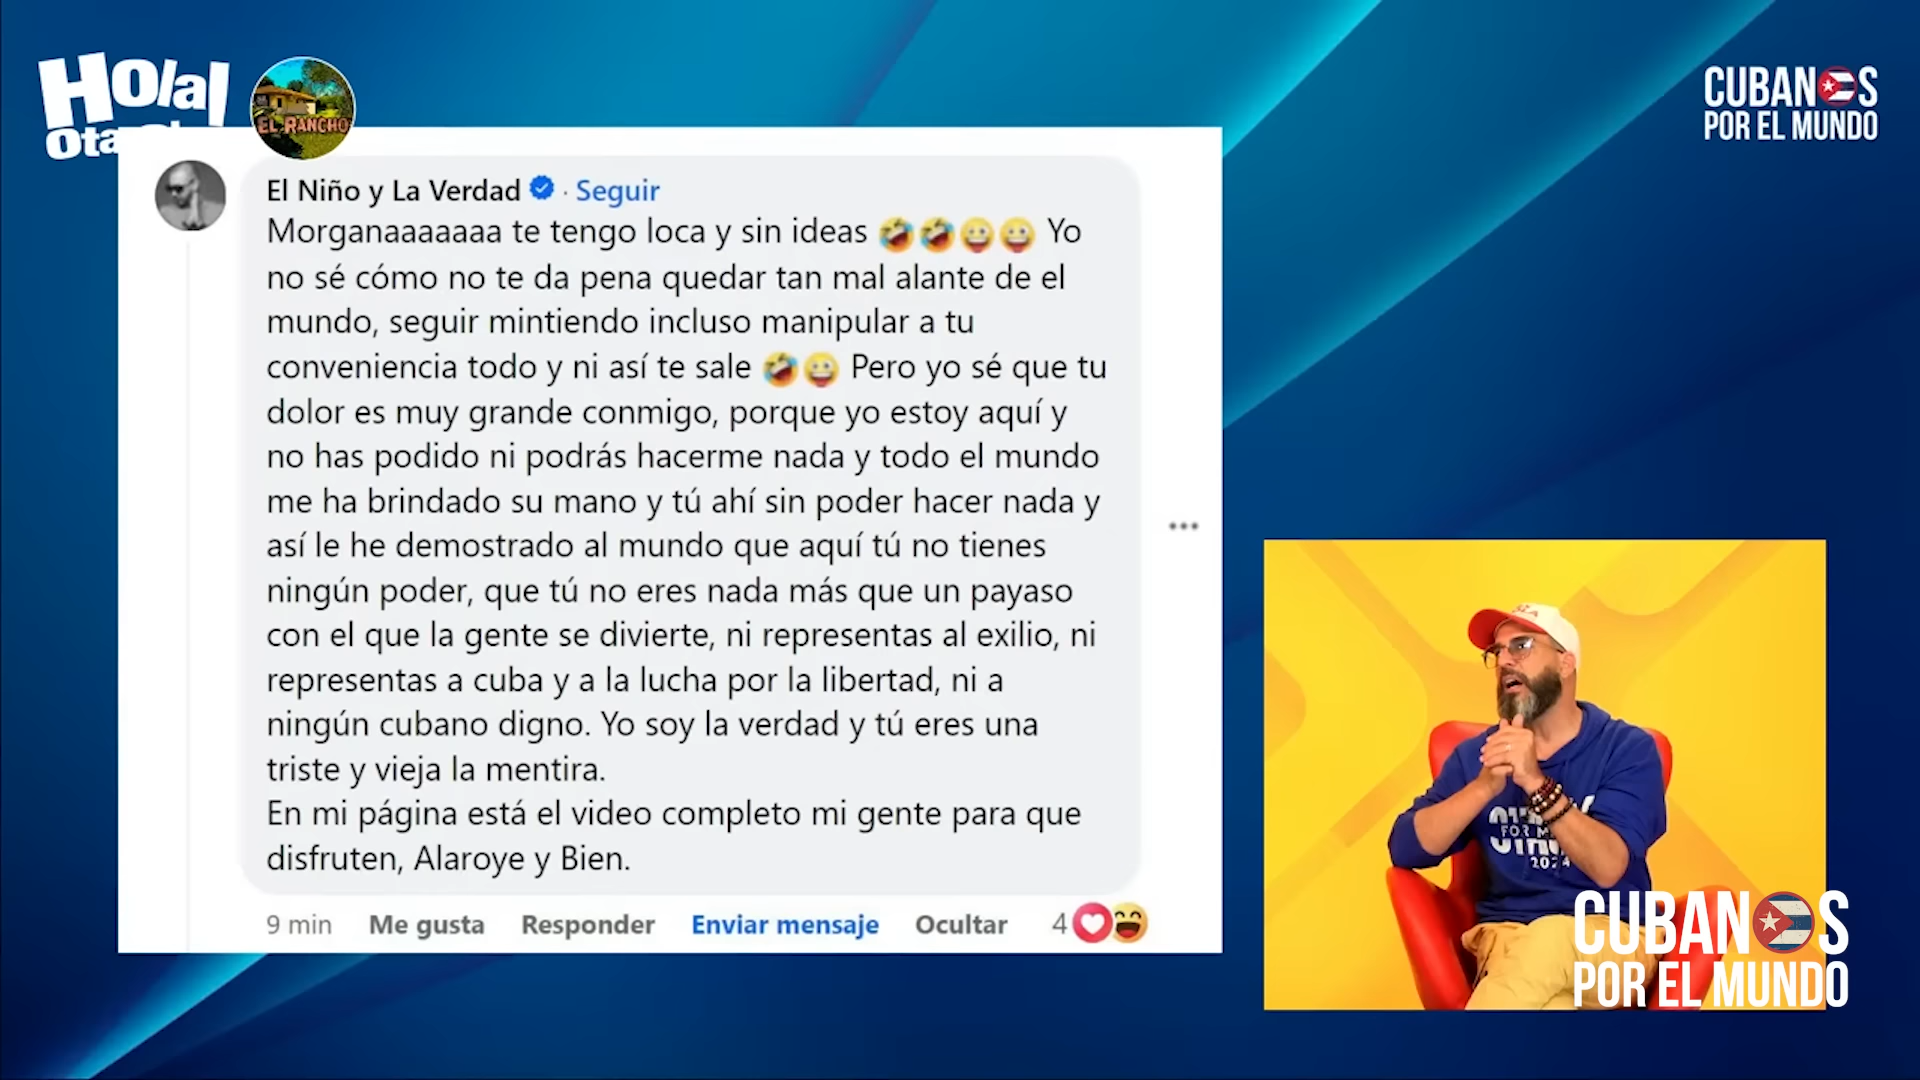 Hola!
Ota
EL RANCHO
CUBANOS
POR EL MUNDO
El Niño y La Verdad · Seguir
Morganaaaaaaa te tengo loca y sin ideas 🤣🤣😀😀 Yo
no sé cómo no te da pena quedar tan mal alante de el
mundo, seguir mintiendo incluso manipular a tu
conveniencia todo y ni así te sale 🤣😀 Pero yo sé que tu
dolor es muy grande conmigo, porque yo estoy aquí y
no has podido ni podrás hacerme nada y todo el mundo
me ha brindado su mano y tú ahí sin poder hacer nada y
así le he demostrado al mundo que aquí tú no tienes
ningún poder, que tú no eres nada más que un payaso
con el que la gente se divierte, ni representas al exilio, ni
representas a cuba y a la lucha por la libertad, ni a
ningún cubano digno. Yo soy la verdad y tú eres una
triste y vieja la mentira.
En mi página está el video completo mi gente para que
disfruten, Alaroye y Bien.
9 min Me gusta Responder Enviar mensaje Ocultar 4
FOR
2024
CUBANOS
POR EL MUNDO